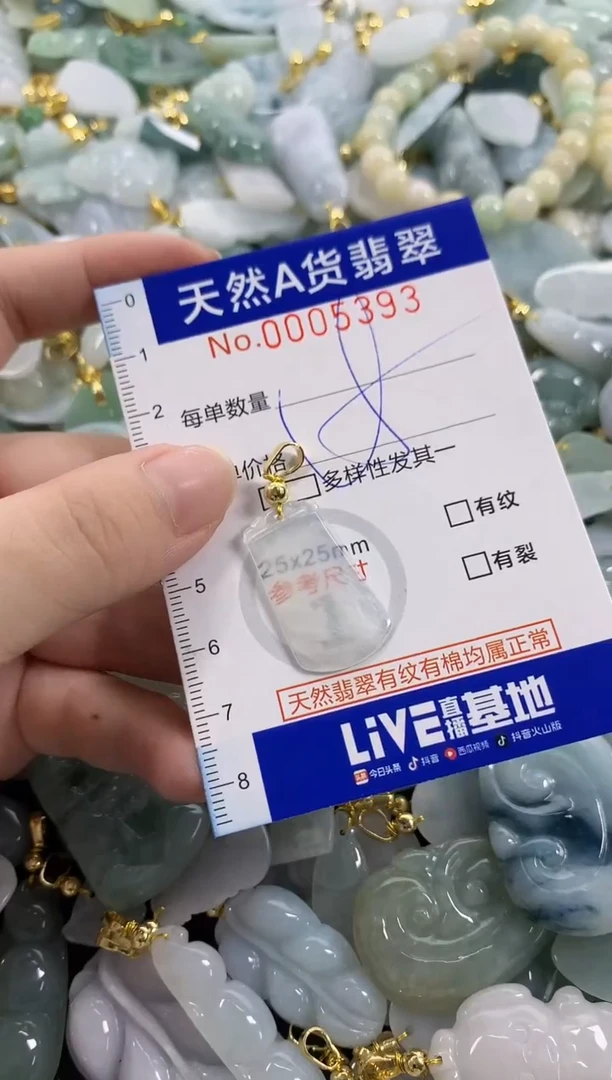 天然A货翡翠
0
No.0005393
1
2
每单数量
单价格
多样性发其一
有纹
25x25mm
参考尺寸
有裂
5
6
天然翡翠有纹有棉均属正常
7
LiVE直播基地
8
头条 今日头条 抖音 西瓜视频 抖音火山版